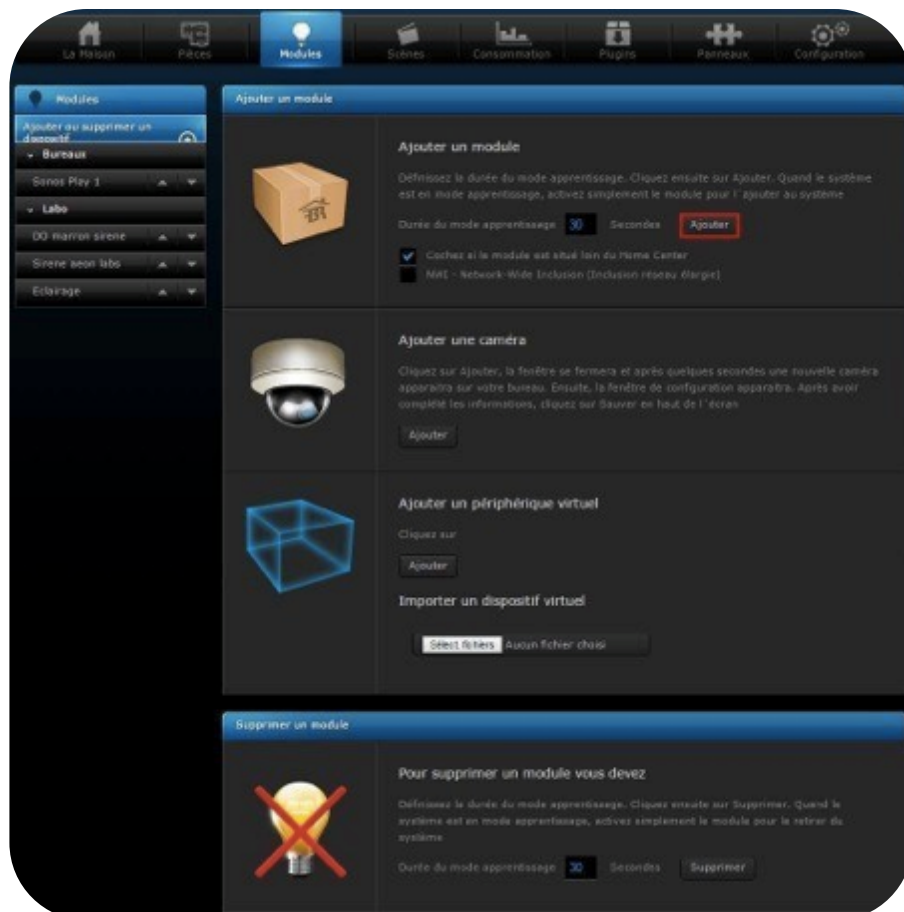 La Maison
Pièces
Modules
Scènes
Consommation
Plugins
Panneaux
Configuration
Modules
Ajouter ou supprimer un
dispositif
Bureaux
Sonos Play 1
Labo
DO marron sirene
Sirene aeon labs
Eclairage
Ajouter un module
Ajouter un module
Définissez la durée du mode apprentissage. Cliquez ensuite sur Ajouter. Quand le système
est en mode apprentissage, activez simplement le module pour l'ajouter au système
Durée du mode apprentissage 30 Secondes Ajouter
Cochez si le module est situé loin du Home Center
NWI - Network-Wide Inclusion (Inclusion réseau élargie)
Ajouter une caméra
Cliquez sur Ajouter, la fenêtre se fermera et après quelques secondes une nouvelle caméra
apparaitra sur votre bureau. Ensuite, la fenêtre de configuration apparaitra. Après avoir
complété les informations, cliquez sur Sauver en haut de l'écran
Ajouter
Ajouter un périphérique virtuel
Cliquez sur
Ajouter
Importer un dispositif virtuel
Sélect. fichiers Aucun fichier choisi
Supprimer un module
Pour supprimer un module vous devez
Définissez la durée du mode apprentissage. Cliquez ensuite sur Supprimer. Quand le
système est en mode apprentissage, activez simplement le module pour le retirer du
système
Durée du mode apprentissage 30 Secondes Supprimer